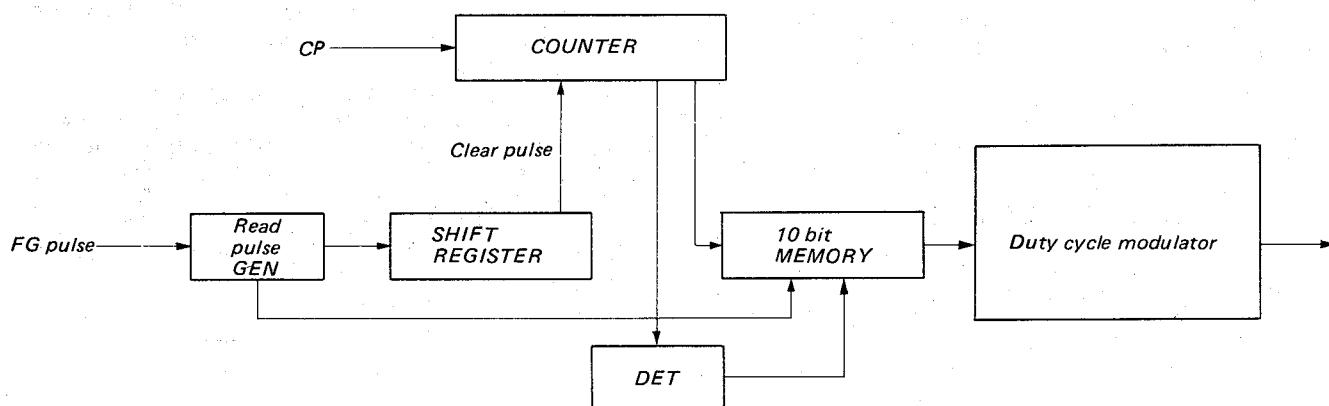 COUNTER
CP
Clear pulse
FG pulse
Read
pulse
GEN
SHIFT
REGISTER
10 bit
MEMORY
Duty cycle modulator
DET